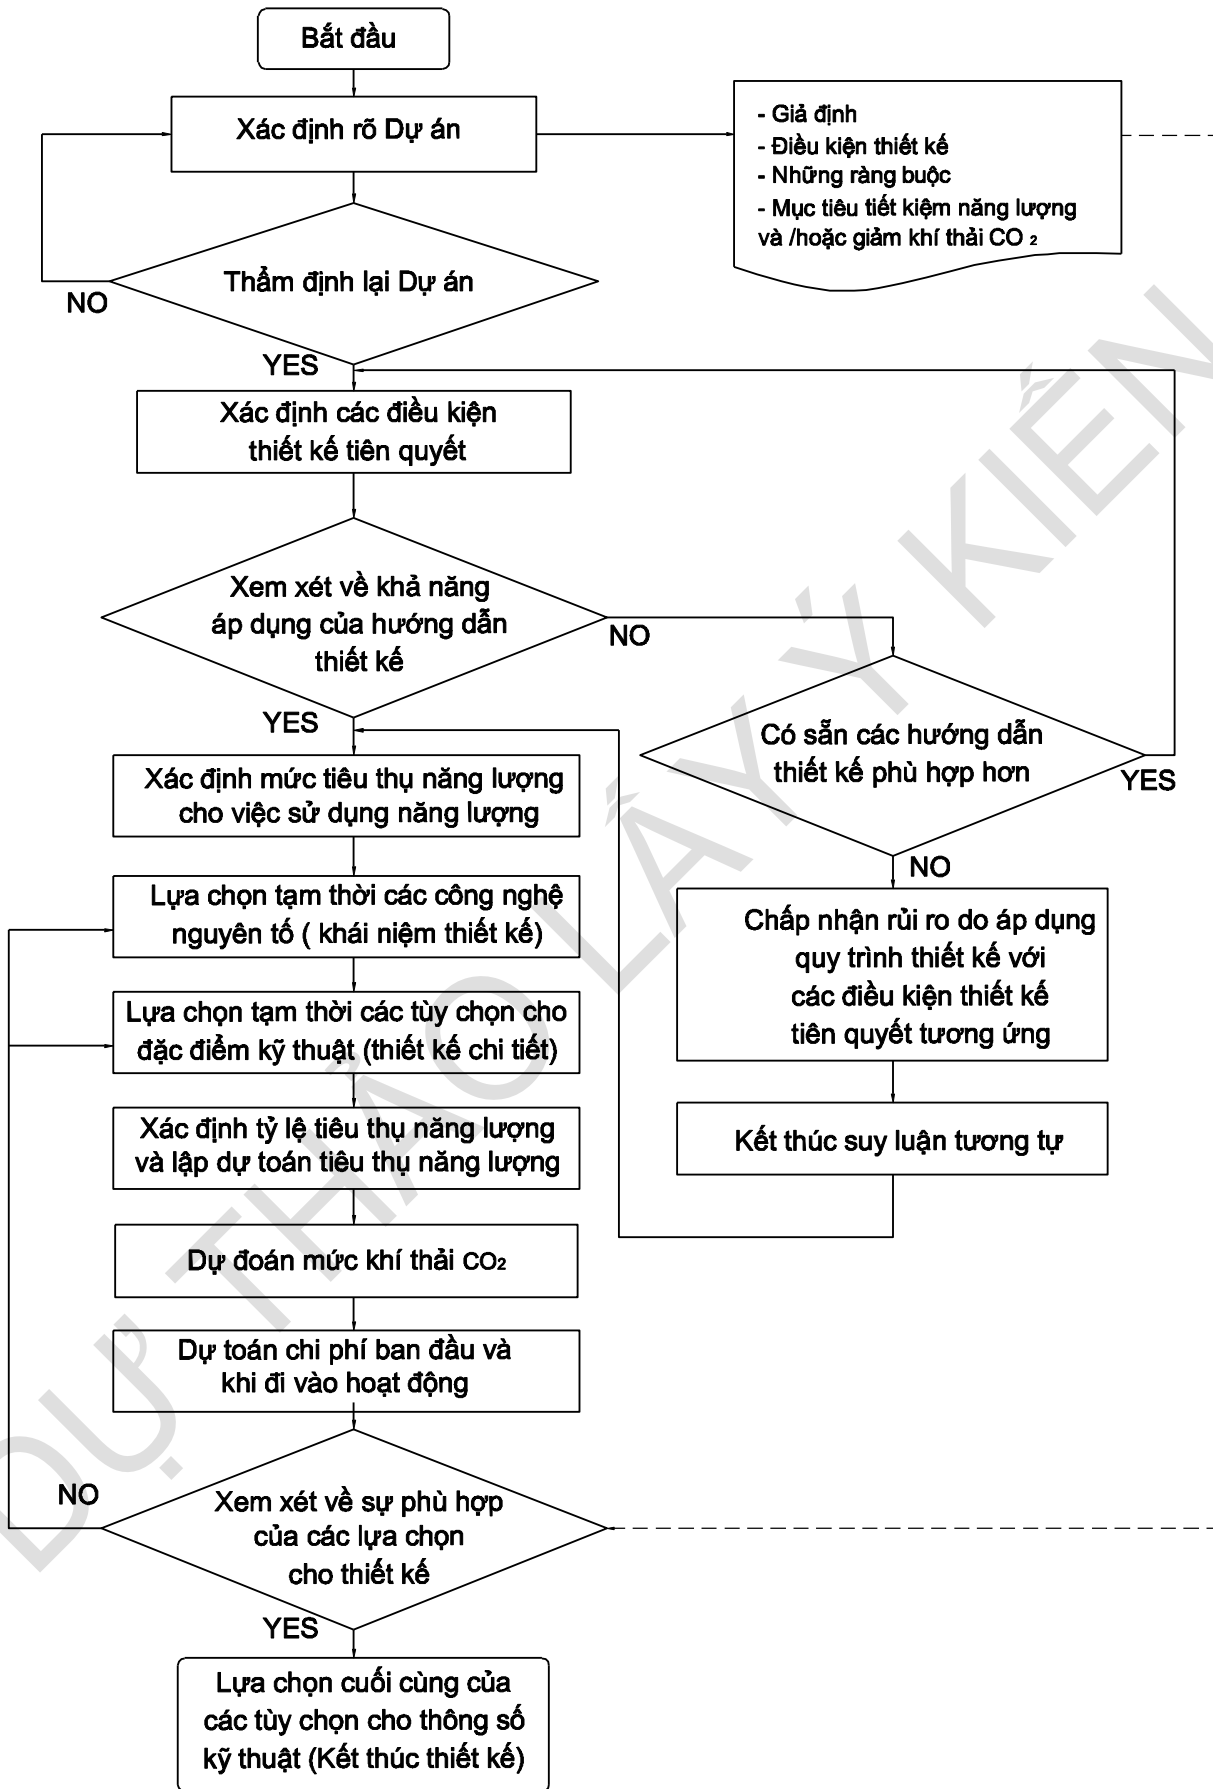 Bắt đầu
Xác định rõ Dự án
- Giả định
- Điều kiện thiết kế
- Những ràng buộc
- Mục tiêu tiết kiệm năng lượng
và /hoặc giảm khí thải CO 2
Thẩm định lại Dự án
NO
YES
Xác định các điều kiện
thiết kế tiên quyết
Xem xét về khả năng
áp dụng của hướng dẫn
thiết kế
NO
YES
Có sẵn các hướng dẫn
thiết kế phù hợp hơn
YES
NO
Xác định mức tiêu thụ năng lượng
cho việc sử dụng năng lượng
Lựa chọn tạm thời các công nghệ
nguyên tố ( khái niệm thiết kế)
Chấp nhận rủi ro do áp dụng
quy trình thiết kế với
các điều kiện thiết kế
tiên quyết tương ứng
Lựa chọn tạm thời các tùy chọn cho
đặc điểm kỹ thuật (thiết kế chi tiết)
Xác định tỷ lệ tiêu thụ năng lượng
và lập dự toán tiêu thụ năng lượng
Kết thúc suy luận tương tự
Dự đoán mức khí thải CO2
Dự toán chi phí ban đầu và
khi đi vào hoạt động
NO
Xem xét về sự phù hợp
của các lựa chọn
cho thiết kế
YES
Lựa chọn cuối cùng của
các tùy chọn cho thông số
kỹ thuật (Kết thúc thiết kế)
DỰ THẢO LẤY Ý KIẾN